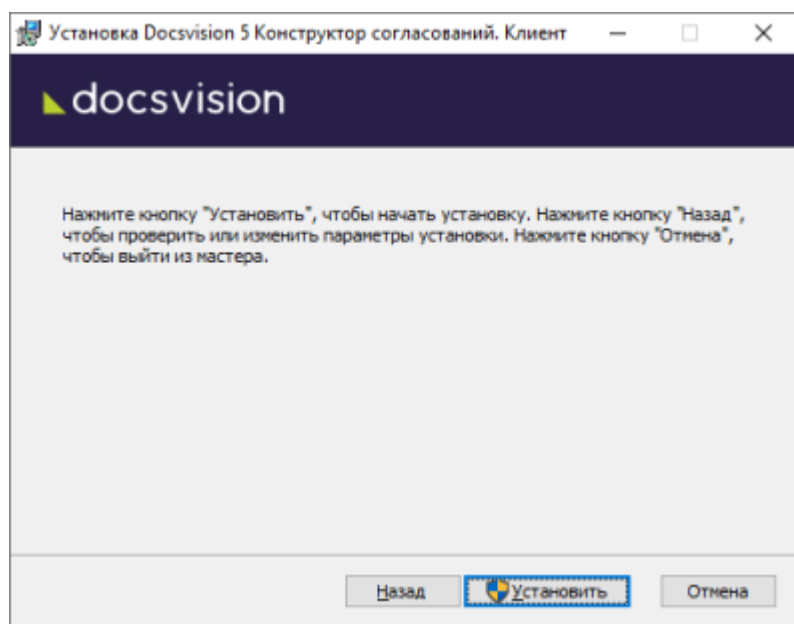 Установка Docsvision 5 Конструктор согласований. Клиент
docsvision
Нажмите кнопку "Установить", чтобы начать установку. Нажмите кнопку "Назад",
чтобы проверить или изменить параметры установки. Нажмите кнопку "Отмена",
чтобы выйти из мастера.
Назад
Установить
Отмена